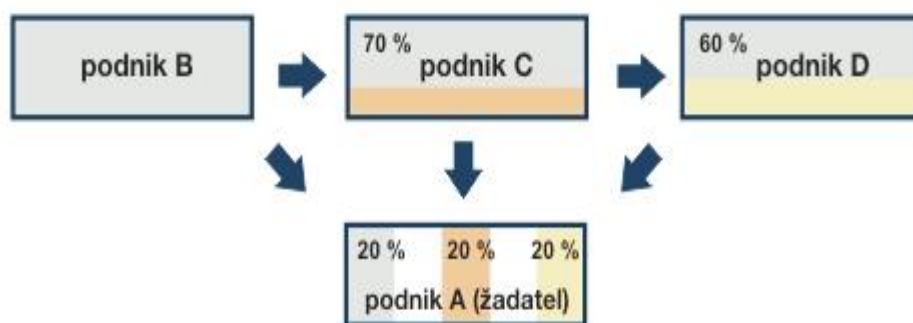 podnik B
70 %
podnik C
60 %
podnik D
20 % 20 % 20 %
podnik A (žadatel)